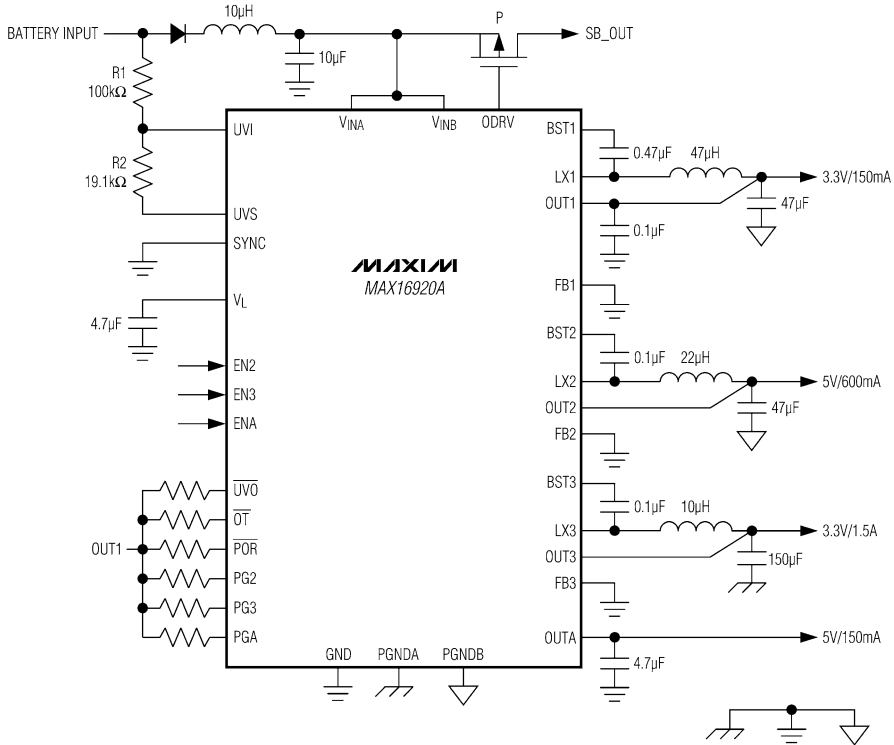 10μH
P
BATTERY INPUT
SB_OUT
10μF
R1
100kΩ
VINA
VINB
ODRV
UVI
BST1
R2
19.1kΩ
0.47μF
47μH
LX1
3.3V/150mA
OUT1
47μF
UVS
0.1μF
SYNC
MAXIM
MAX16920A
FB1
VL
4.7μF
BST2
0.1μF
22μH
EN2
LX2
5V/600mA
EN3
OUT2
47μF
ENA
FB2
UVO
BST3
0.1μF
10μH
OT
LX3
3.3V/1.5A
OUT1
POR
OUT3
150μF
PG2
FB3
PG3
PGA
OUTA
5V/150mA
GND
PGNDA
PGNDB
4.7μF